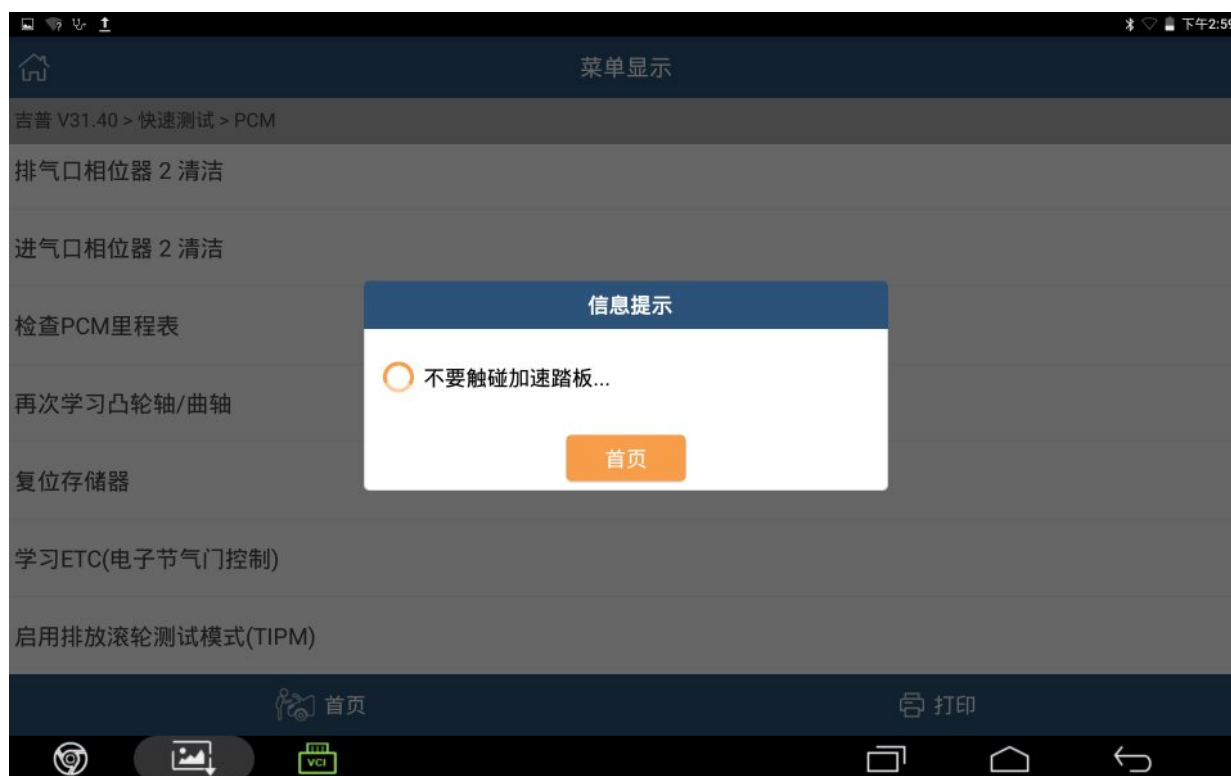 下午2:59
菜单显示
吉普 V31.40 > 快速测试 > PCM
排气口相位器 2 清洁
进气口相位器 2 清洁
检查PCM里程表
再次学习凸轮轴/曲轴
复位存储器
学习ETC(电子节气门控制)
启用排放滚轮测试模式(TIPM)
信息提示
不要触碰加速踏板...
首页
首页
打印
VCI